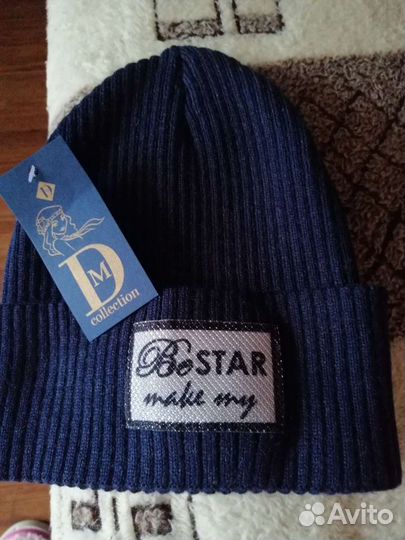 D
DM
collection
BeSTAR
make my
Avito